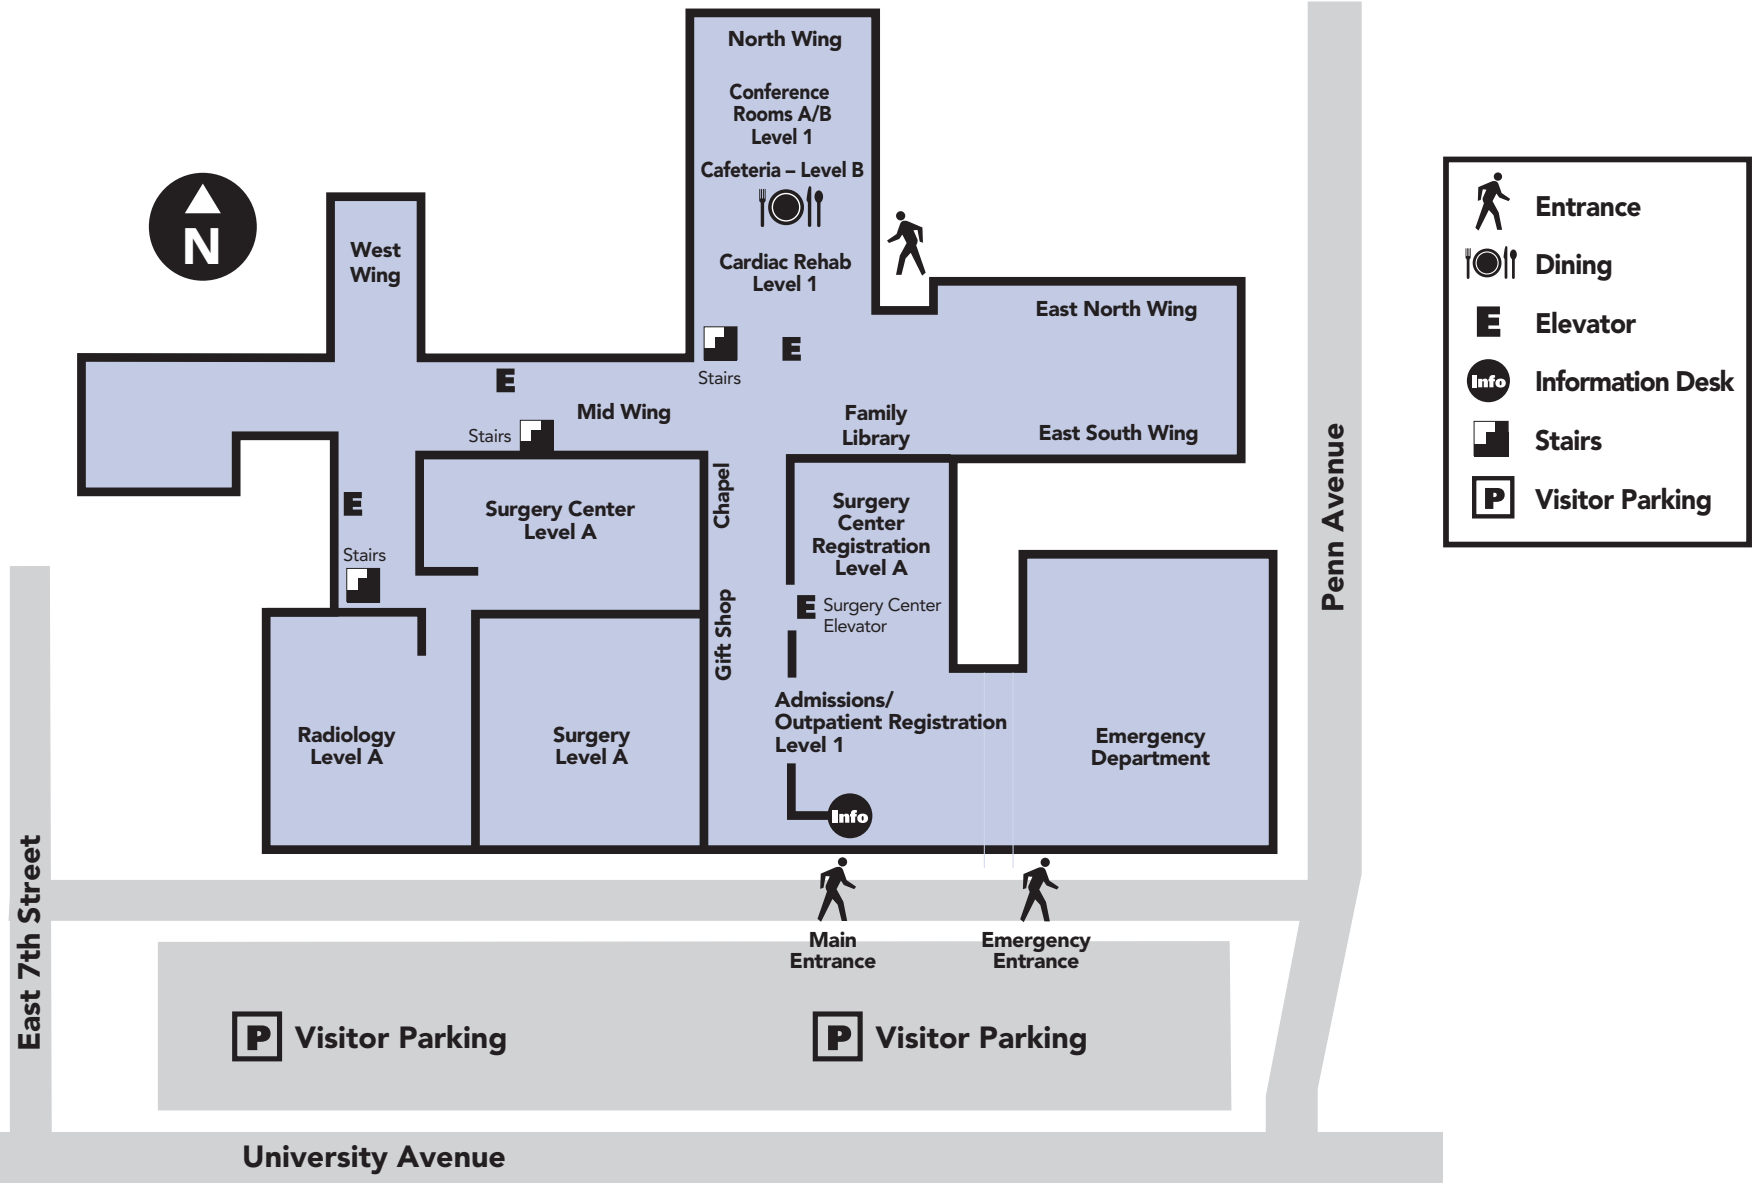 North Wing
Conference
Rooms A/B
Level 1
Cafeteria – Level B
Cardiac Rehab
Level 1
N
West
Wing
East North Wing
E
Stairs
E
Mid Wing
Stairs
Family
Library
East South Wing
E
Stairs
Surgery Center
Level A
Chapel
Surgery
Center
Registration
Level A
E
Surgery Center
Elevator
Gift Shop
Radiology
Level A
Surgery
Level A
Admissions/
Outpatient Registration
Level 1
Emergency
Department
Info
Main
Entrance
Emergency
Entrance
P Visitor Parking
P Visitor Parking
East 7th Street
University Avenue
Penn Avenue
Entrance
Dining
E Elevator
Info Information Desk
Stairs
P Visitor Parking